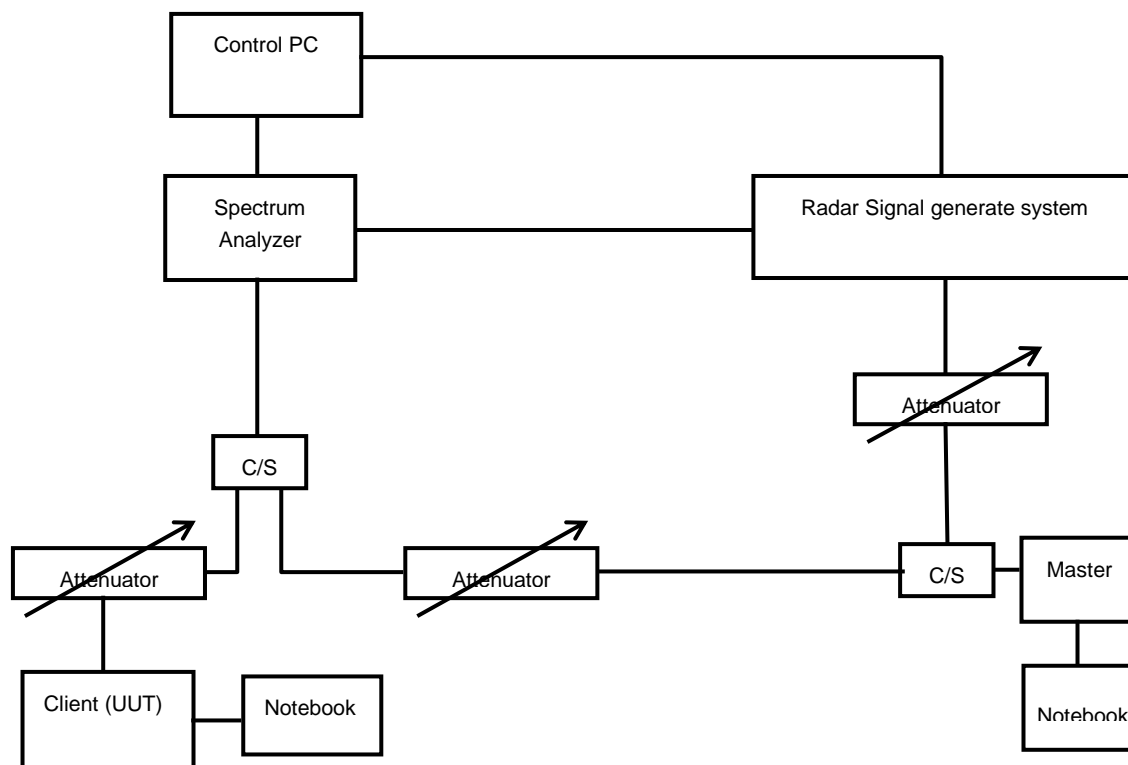 Control PC
Spectrum
Analyzer
Radar Signal generate system
Attenuator
C/S
Attenuator
Attenuator
C/S
Master
Client (UUT)
Notebook
Notebook